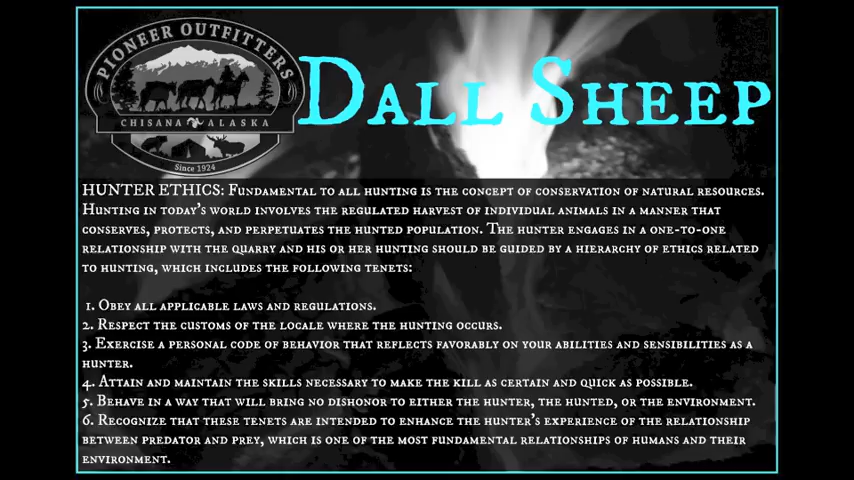 PIONEER OUTFITTERS
CHISANA ALASKA
Since 1924
DALL SHEEP
HUNTER ETHICS: FUNDAMENTAL TO ALL HUNTING IS THE CONCEPT OF CONSERVATION OF NATURAL RESOURCES.
HUNTING IN TODAY'S WORLD INVOLVES THE REGULATED HARVEST OF INDIVIDUAL ANIMALS IN A MANNER THAT
CONSERVES, PROTECTS, AND PERPETUATES THE HUNTED POPULATION. THE HUNTER ENGAGES IN A ONE-TO-ONE
RELATIONSHIP WITH THE QUARRY AND HIS OR HER HUNTING SHOULD BE GUIDED BY A HIERARCHY OF ETHICS RELATED
TO HUNTING, WHICH INCLUDES THE FOLLOWING TENETS:
1. OBEY ALL APPLICABLE LAWS AND REGULATIONS.
2. RESPECT THE CUSTOMS OF THE LOCALE WHERE THE HUNTING OCCURS.
3. EXERCISE A PERSONAL CODE OF BEHAVIOR THAT REFLECTS FAVORABLY ON YOUR ABILITIES AND SENSIBILITIES AS A
HUNTER.
4. ATTAIN AND MAINTAIN THE SKILLS NECESSARY TO MAKE THE KILL AS CERTAIN AND QUICK AS POSSIBLE.
5. BEHAVE IN A WAY THAT WILL BRING NO DISHONOR TO EITHER THE HUNTER, THE HUNTED, OR THE ENVIRONMENT.
6. RECOGNIZE THAT THESE TENETS ARE INTENDED TO ENHANCE THE HUNTER'S EXPERIENCE OF THE RELATIONSHIP
BETWEEN PREDATOR AND PREY, WHICH IS ONE OF THE MOST FUNDAMENTAL RELATIONSHIPS OF HUMANS AND THEIR
ENVIRONMENT.